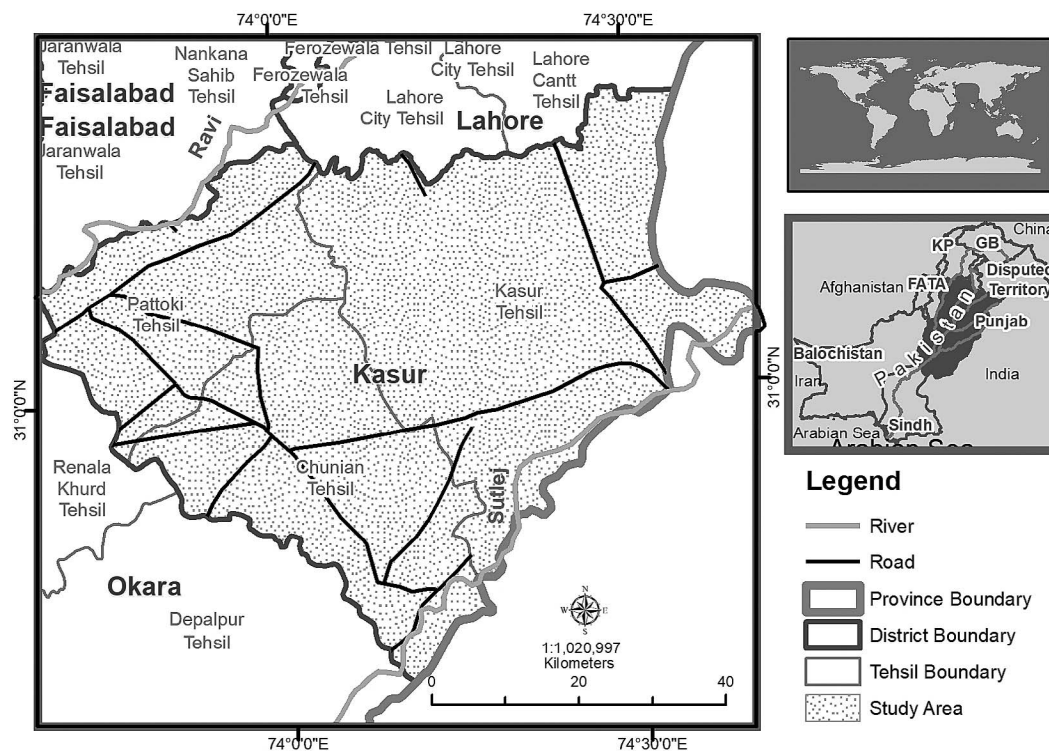 74°0'0"E
74°30'0"E
Jaranwala
Tehsil
Nankana
Sahib
Tehsil
Ferozewala Tehsil
Ferozewala
Tehsil
Lahore
City Tehsil
Lahore
Cantt
Tehsil
Faisalabad
Faisalabad
Jaranwala
Tehsil
Ravi
Lahore
City Tehsil
Lahore
Pattoki
Tehsil
Kasur
Tehsil
Kasur
31°0'0"N
31°0'0"N
Renala
Khurd
Tehsil
Chunian
Tehsil
Sutlej
Okara
Depalpur
Tehsil
N
W
E
S
1:1,020,997
Kilometers
0
20
40
74°0'0"E
74°30'0"E
China
KP
GB
Afghanistan
FATA
Disputed
Territory
Pakistan
Punjab
Balochistan
Iran
India
Sindh
Arabian Sea
Arabian Sea
Legend
River
Road
Province Boundary
District Boundary
Tehsil Boundary
Study Area